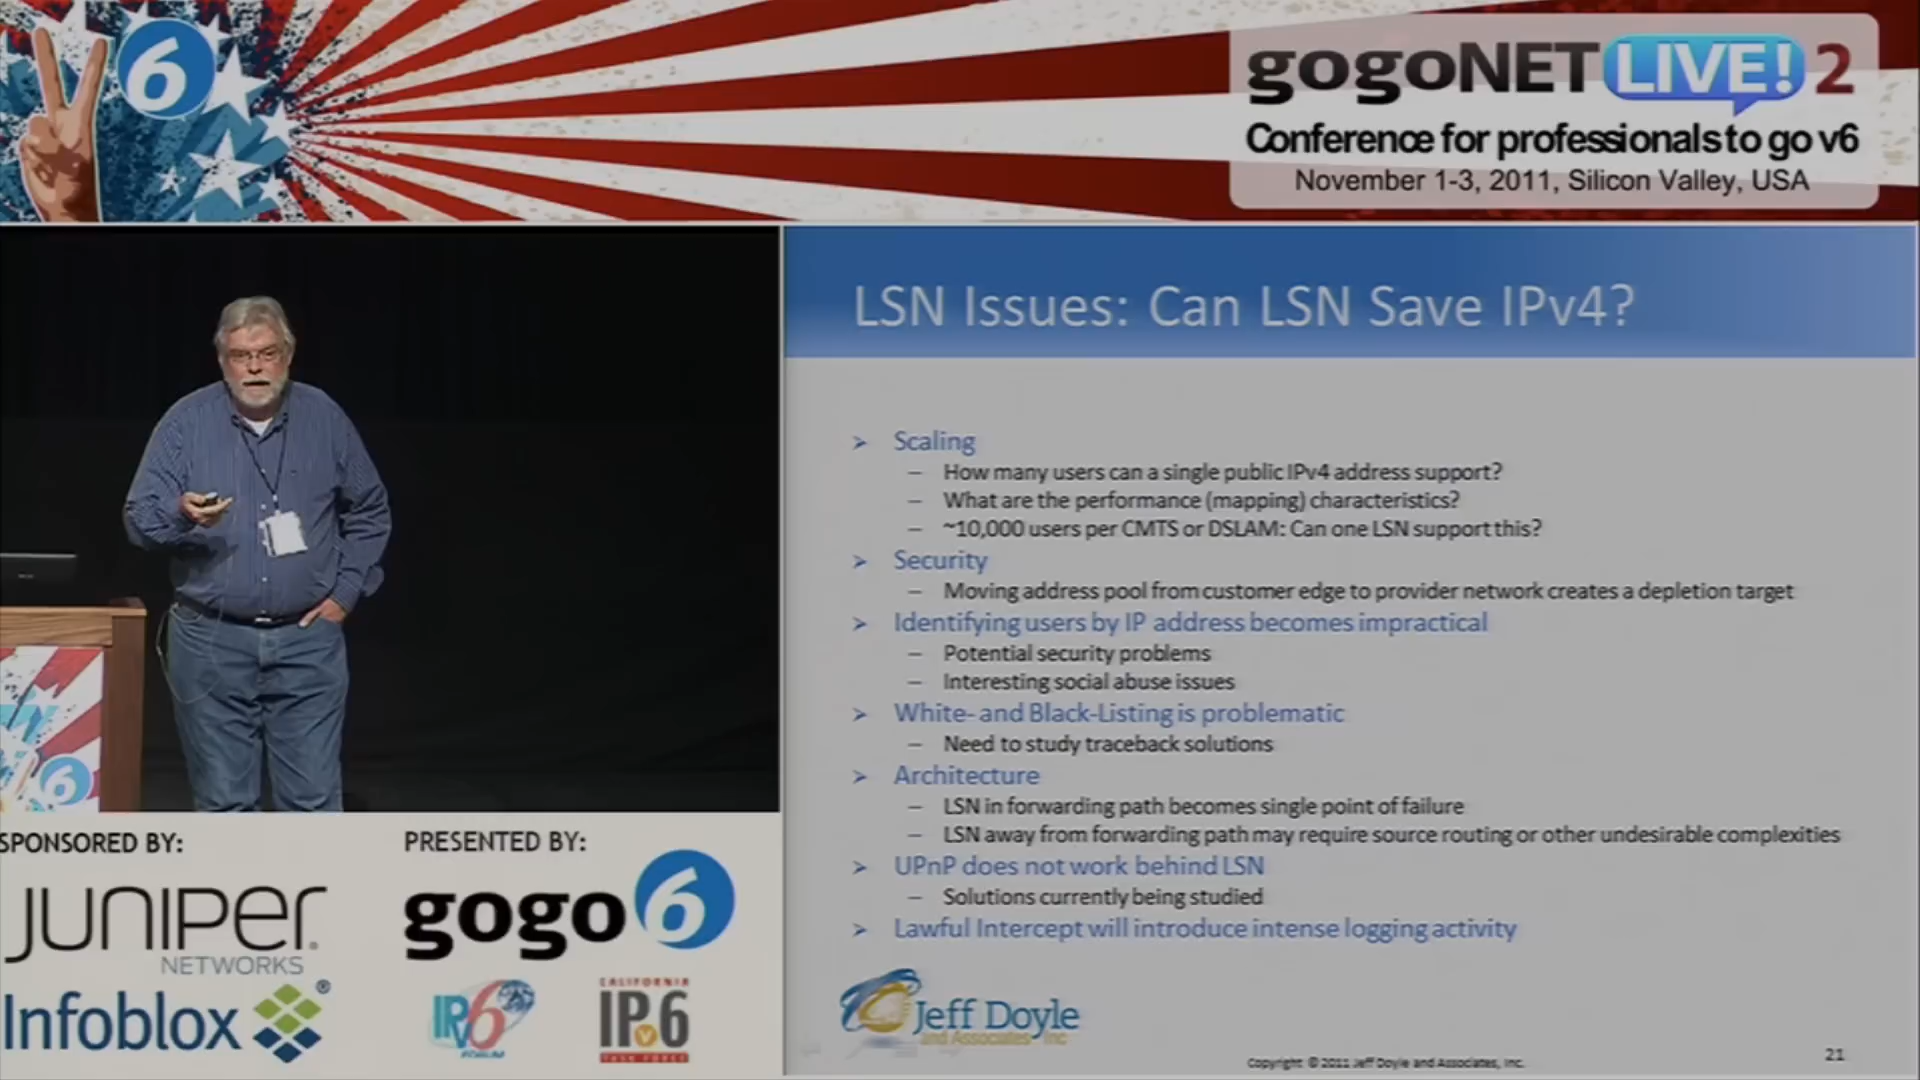 6
gogoNET LIVE! 2
Conference for professionals to go v6
November 1-3, 2011, Silicon Valley, USA
LSN Issues: Can LSN Save IPv4?
➢ Scaling
– How many users can a single public IPv4 address support?
– What are the performance (mapping) characteristics?
– ~10,000 users per CMTS or DSLAM: Can one LSN support this?
➢ Security
– Moving address pool from customer edge to provider network creates a depletion target
➢ Identifying users by IP address becomes impractical
– Potential security problems
– Interesting social abuse issues
➢ White- and Black-Listing is problematic
– Need to study traceback solutions
➢ Architecture
– LSN in forwarding path becomes single point of failure
– LSN away from forwarding path may require source routing or other undesirable complexities
➢ UPnP does not work behind LSN
– Solutions currently being studied
➢ Lawful Intercept will introduce intense logging activity
Jeff Doyle
and Associates, Inc
Copyright © 2011 Jeff Doyle and Associates, Inc.
21
6
SPONSORED BY:
JUNIPER
NETWORKS
Infoblox®
PRESENTED BY:
gogo6
IPv6
FORUM
CALIFORNIA
IPv6
TASK FORCE